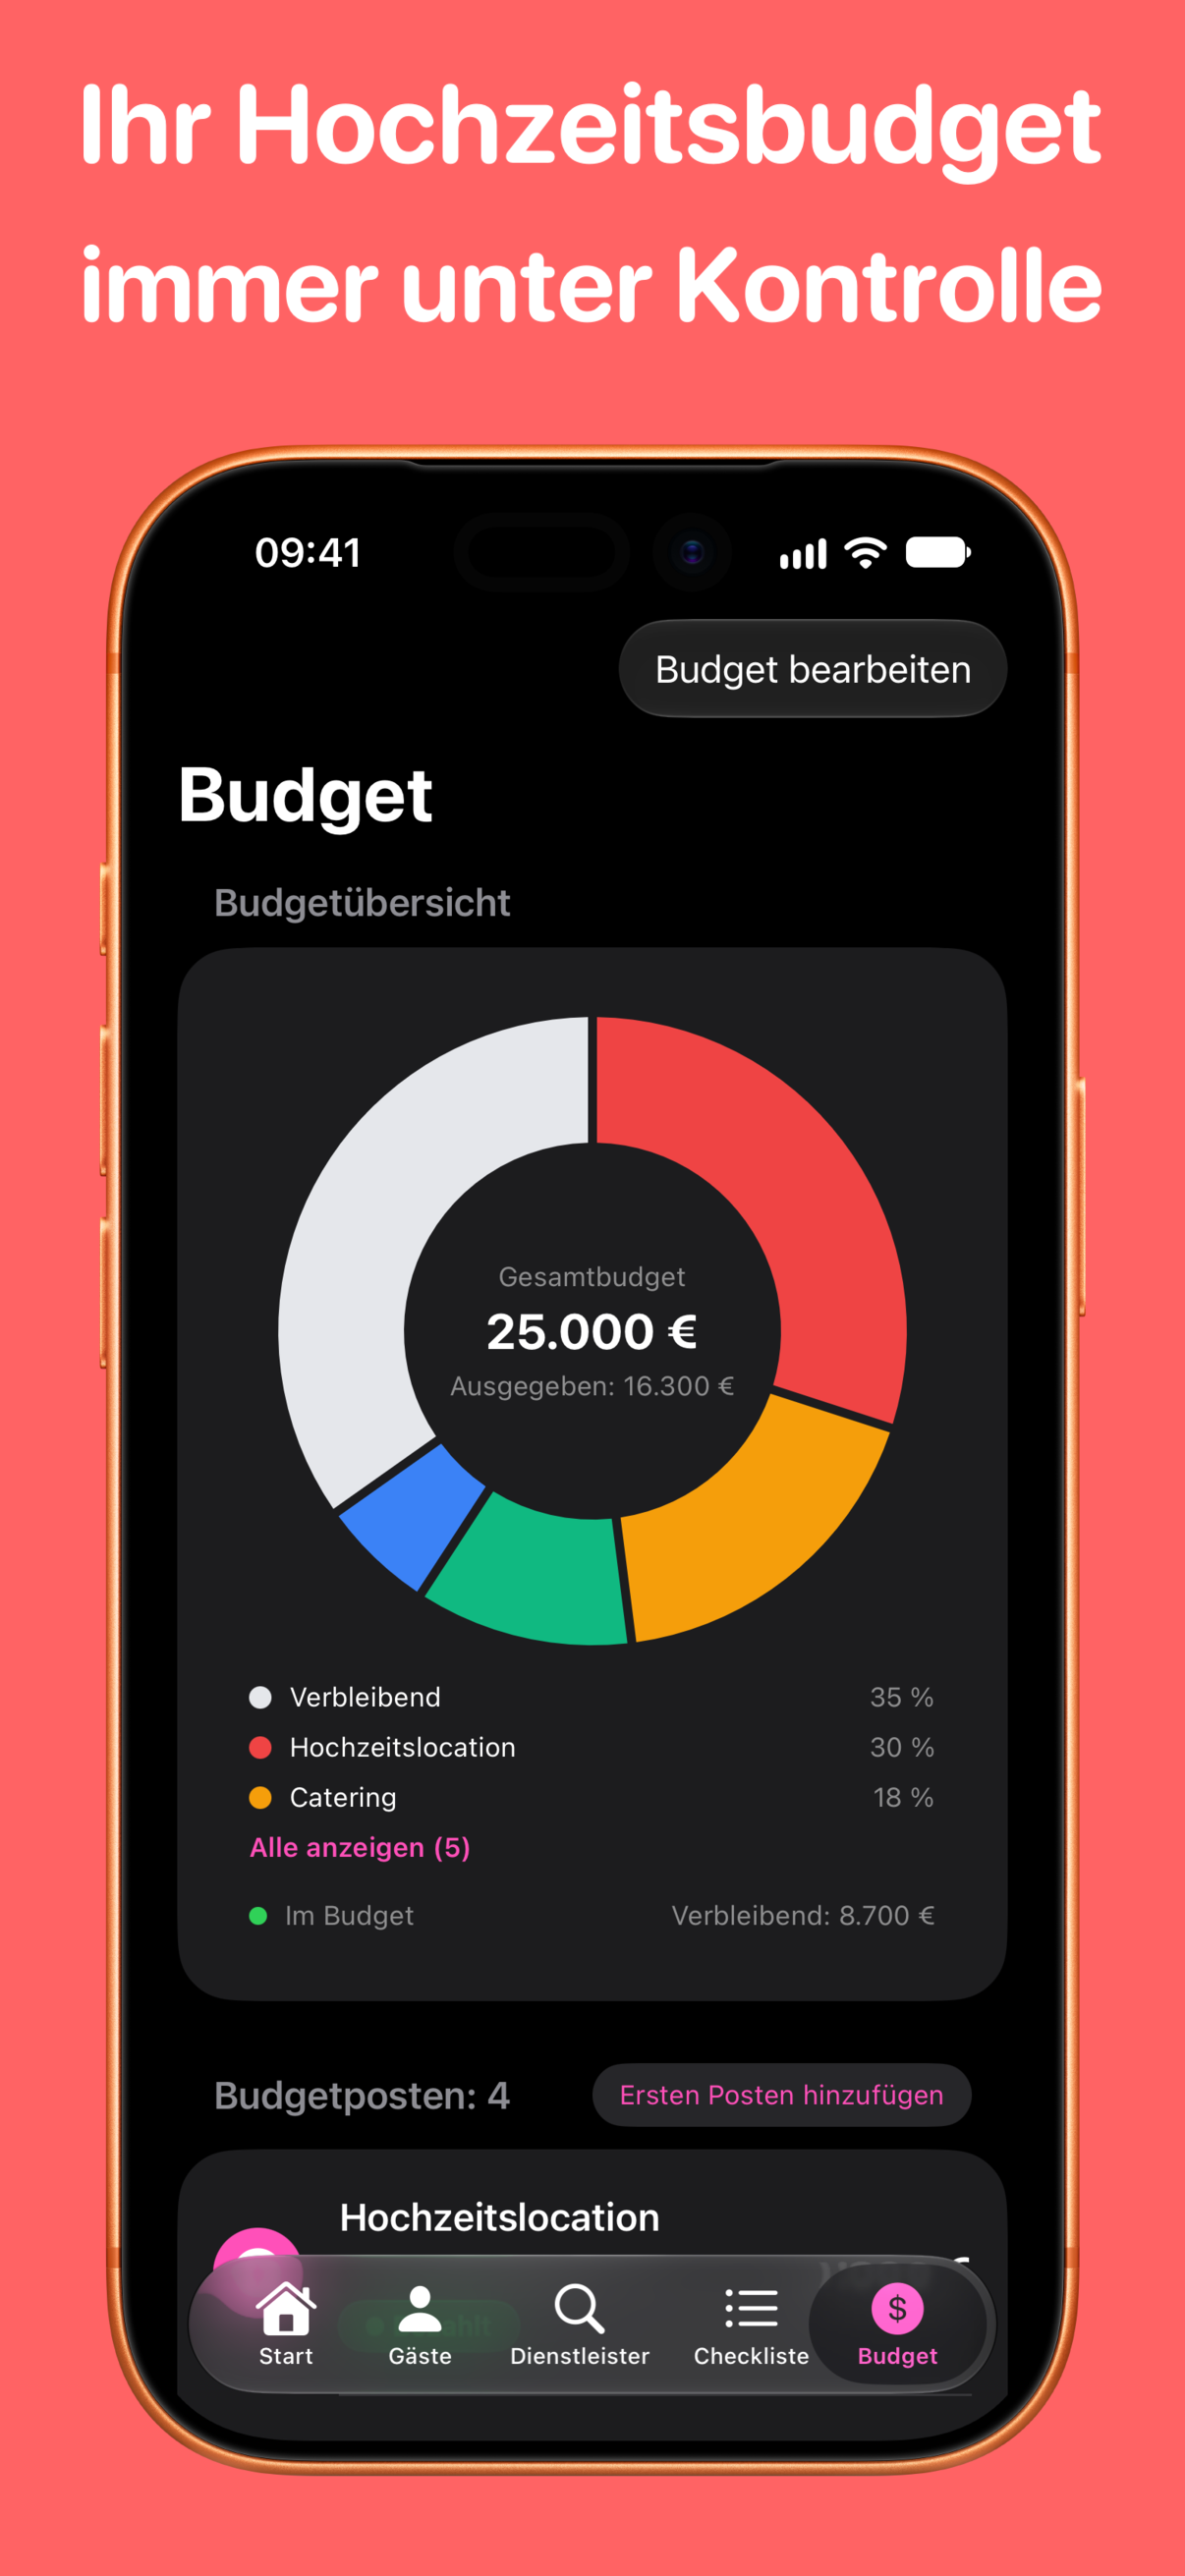 Ihr Hochzeitsbudget
immer unter Kontrolle
09:41
Budget bearbeiten
Budget
Budgetübersicht
Gesamtbudget
25.000 €
Ausgegeben: 16.300 €
Verbleibend 35 %
Hochzeitslocation 30 %
Catering 18 %
Alle anzeigen (5)
Im Budget Verbleibend: 8.700 €
Budgetposten: 4 Ersten Posten hinzufügen
Hochzeitslocation
Start Gäste Dienstleister Checkliste $ Budget